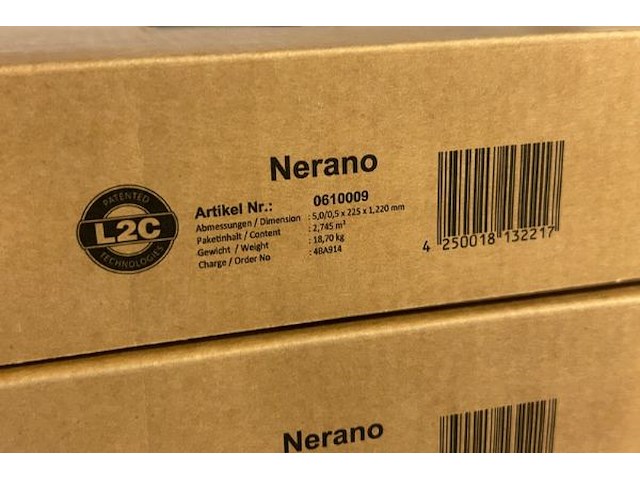 Nerano
PATENTED
L2C
TECHNOLOGIES
Artikel Nr.: 0610009
Abmessungen / Dimension : 5,0/0,5 x 225 x 1,220 mm
Paketinhalt / Content : 2,745 m²
Gewicht / Weight : 18,70 kg
Charge / Order No : 4BA914
4 250018 132217
Nerano